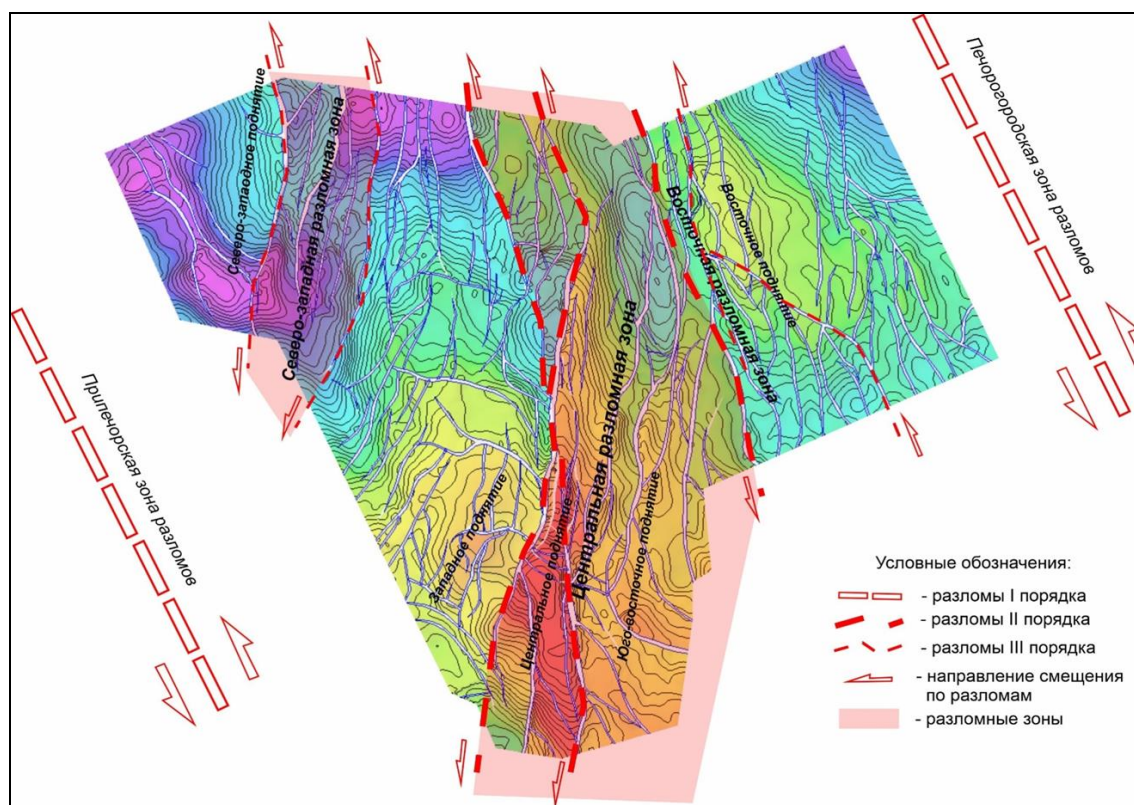 Печорогородская зона разломов
Северо-запаодное поднятие
Северо-западная разломная зона
Восточное поднятие
Восточная разломная зона
Центральная разломная зона
Припечорская зона разломов
Западное поднятие
Центральное поднятие
Юго-восточное поднятие
Условные обозначения:
- разломы I порядка
- разломы II порядка
- разломы III порядка
- направление смещения
по разломам
- разломные зоны